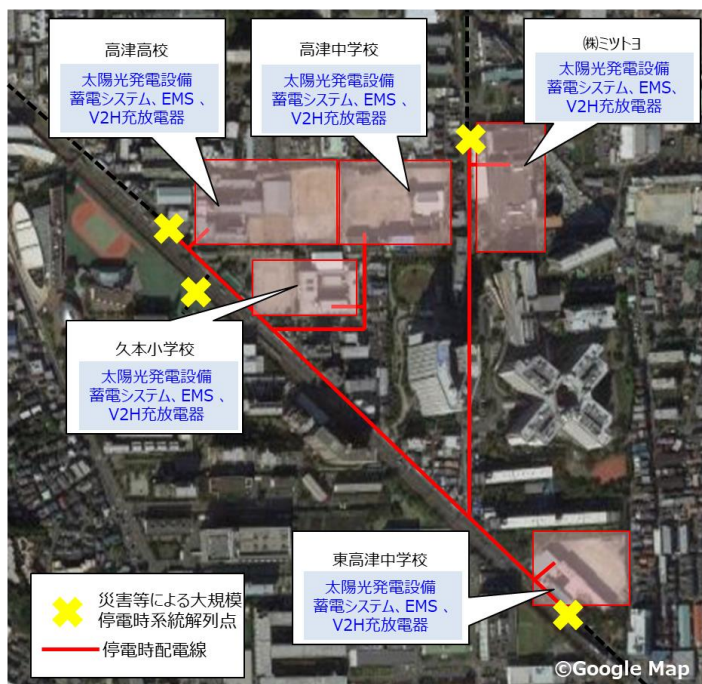 高津高校
太陽光発電設備
蓄電システム、EMS 、
V2H充放電器
高津中学校
太陽光発電設備
蓄電システム、EMS 、
V2H充放電器
㈱ミツトヨ
太陽光発電設備
蓄電システム、EMS、
V2H充放電器
久本小学校
太陽光発電設備
蓄電システム、EMS 、
V2H充放電器
東高津中学校
太陽光発電設備
蓄電システム、EMS 、
V2H充放電器
災害等による大規模
停電時系統解列点
停電時配電線
©Google Map